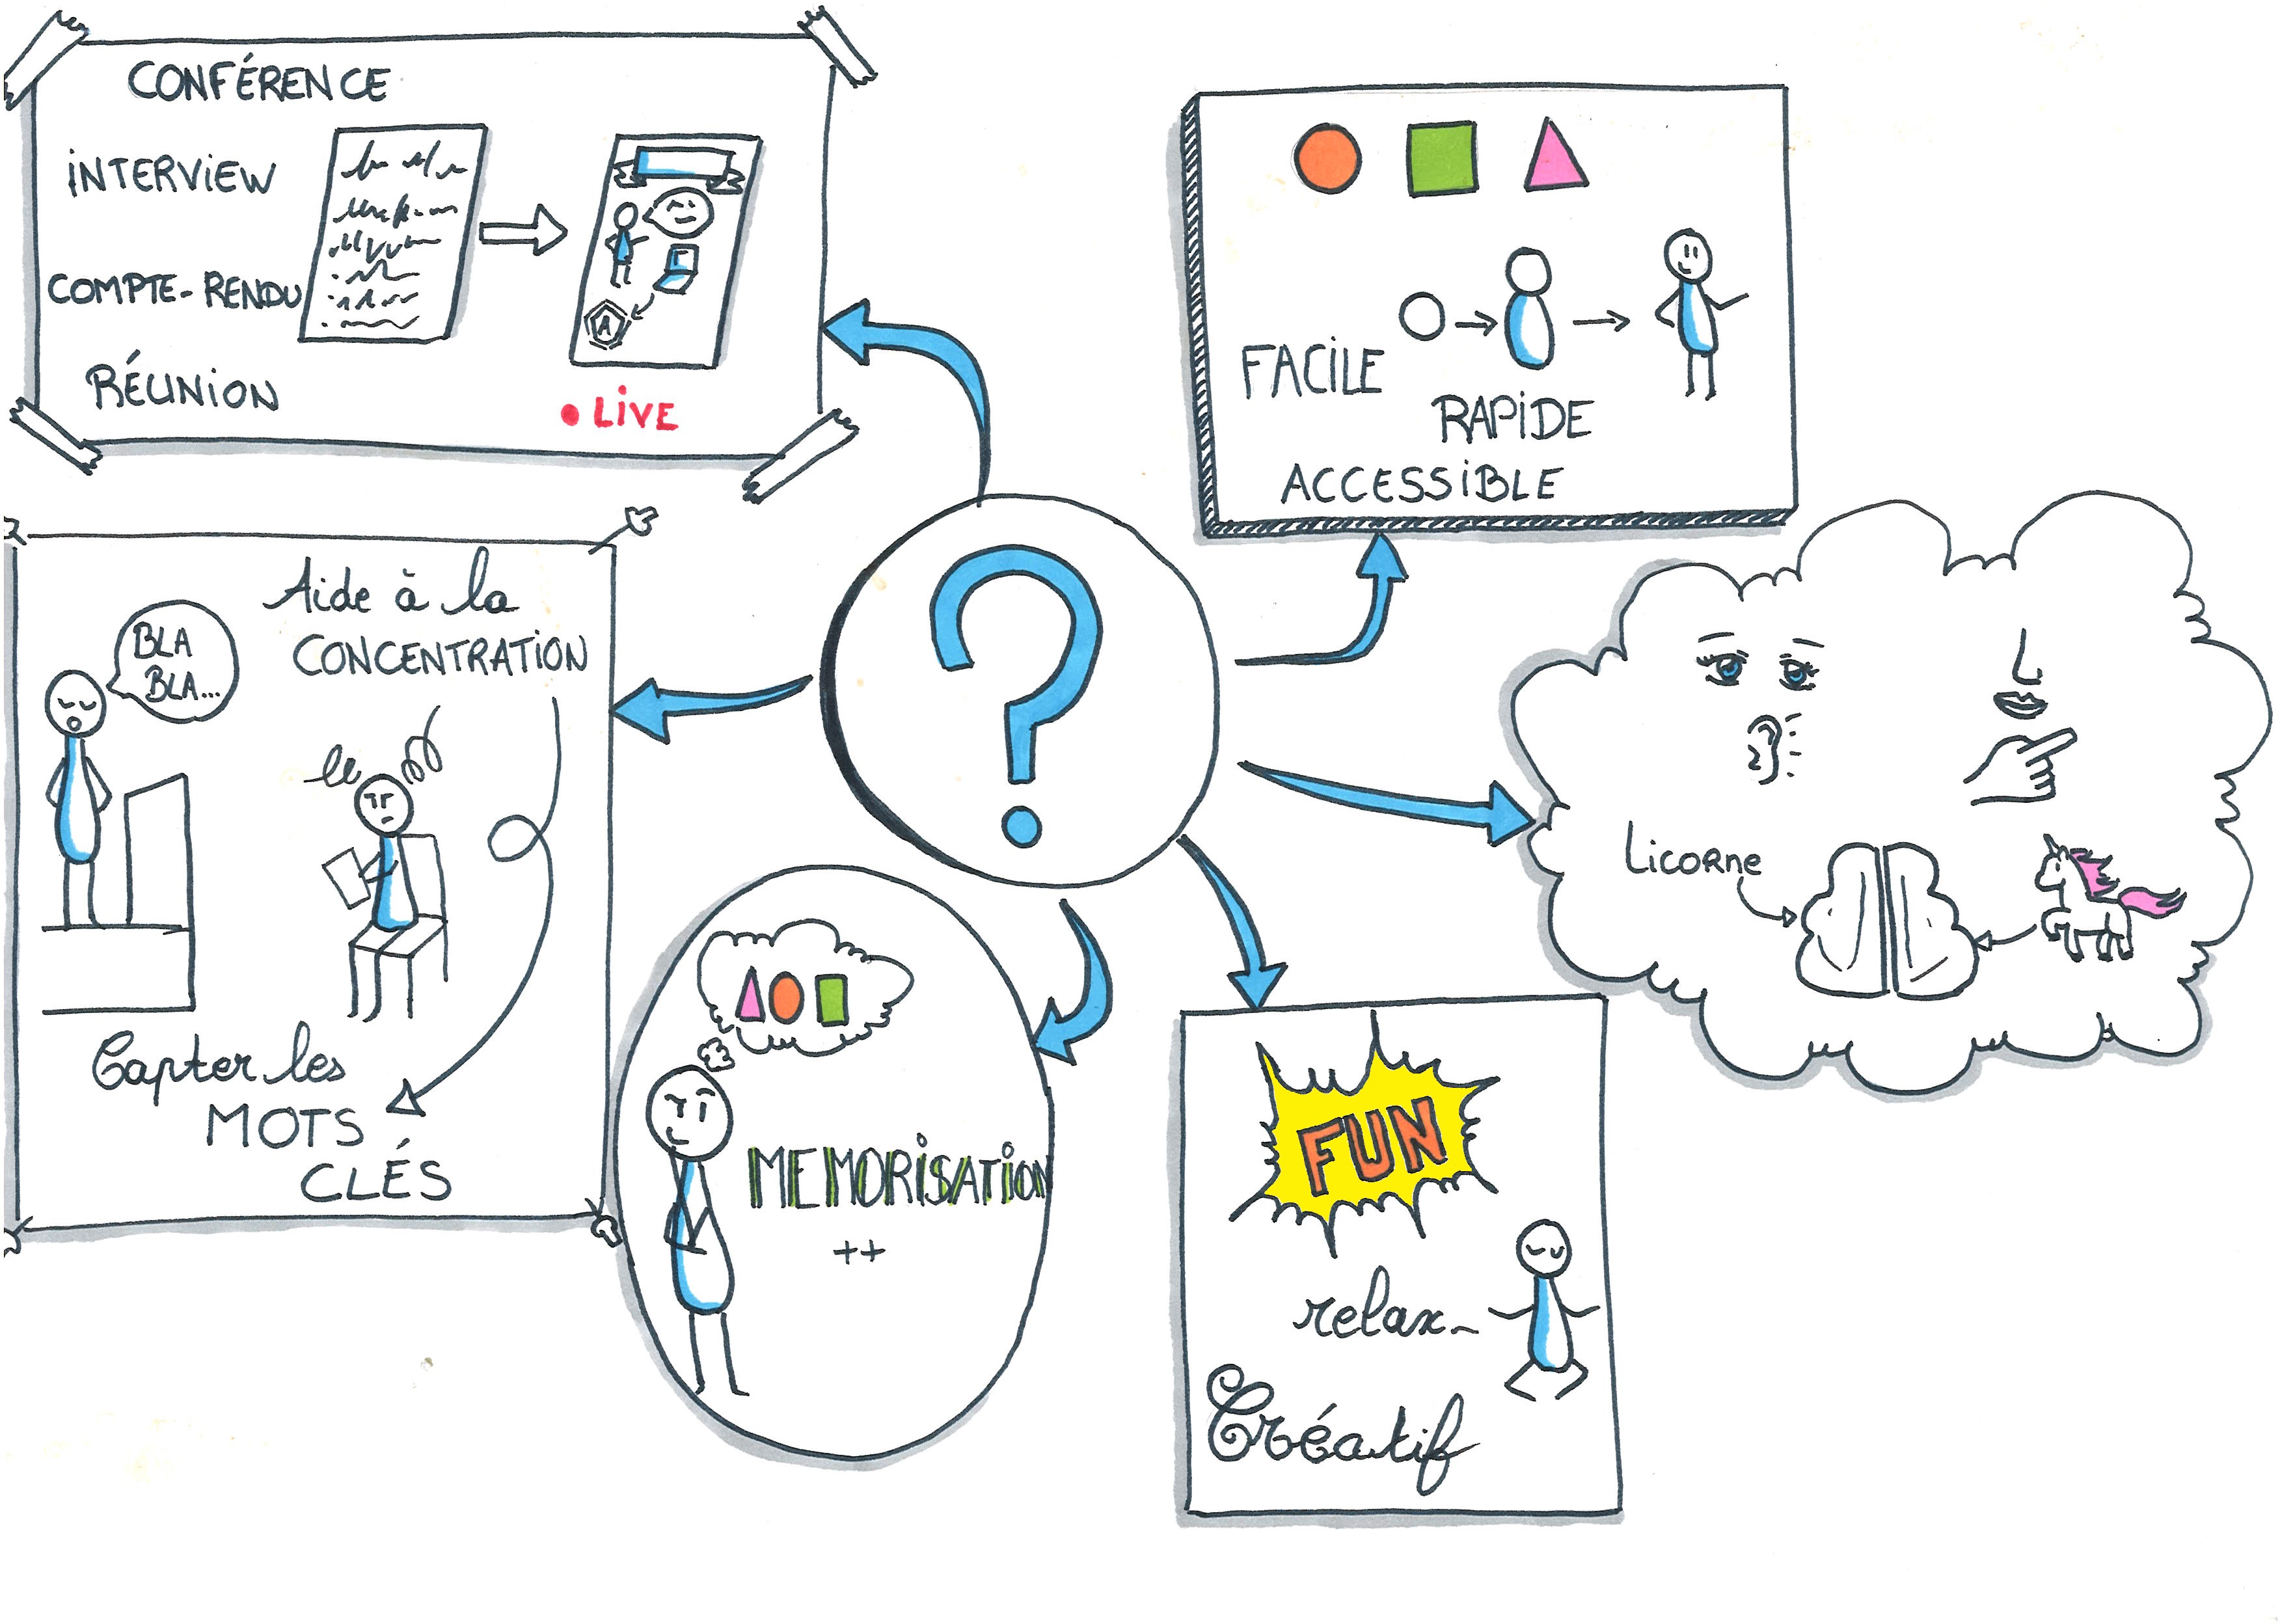 CONFÉRENCE
iNTERViEW
COMPTE-RENDU
RÉUNiON
A
• LiVE
FACiLE
RAPiDE
ACCESSiBLE
Aide à la
CONCENTRATiON
BLA
BLA...
Capter les
MOTS
CLÉS
?
Licorne
MEMORiSATiON
++
FUN
relax
Créatif